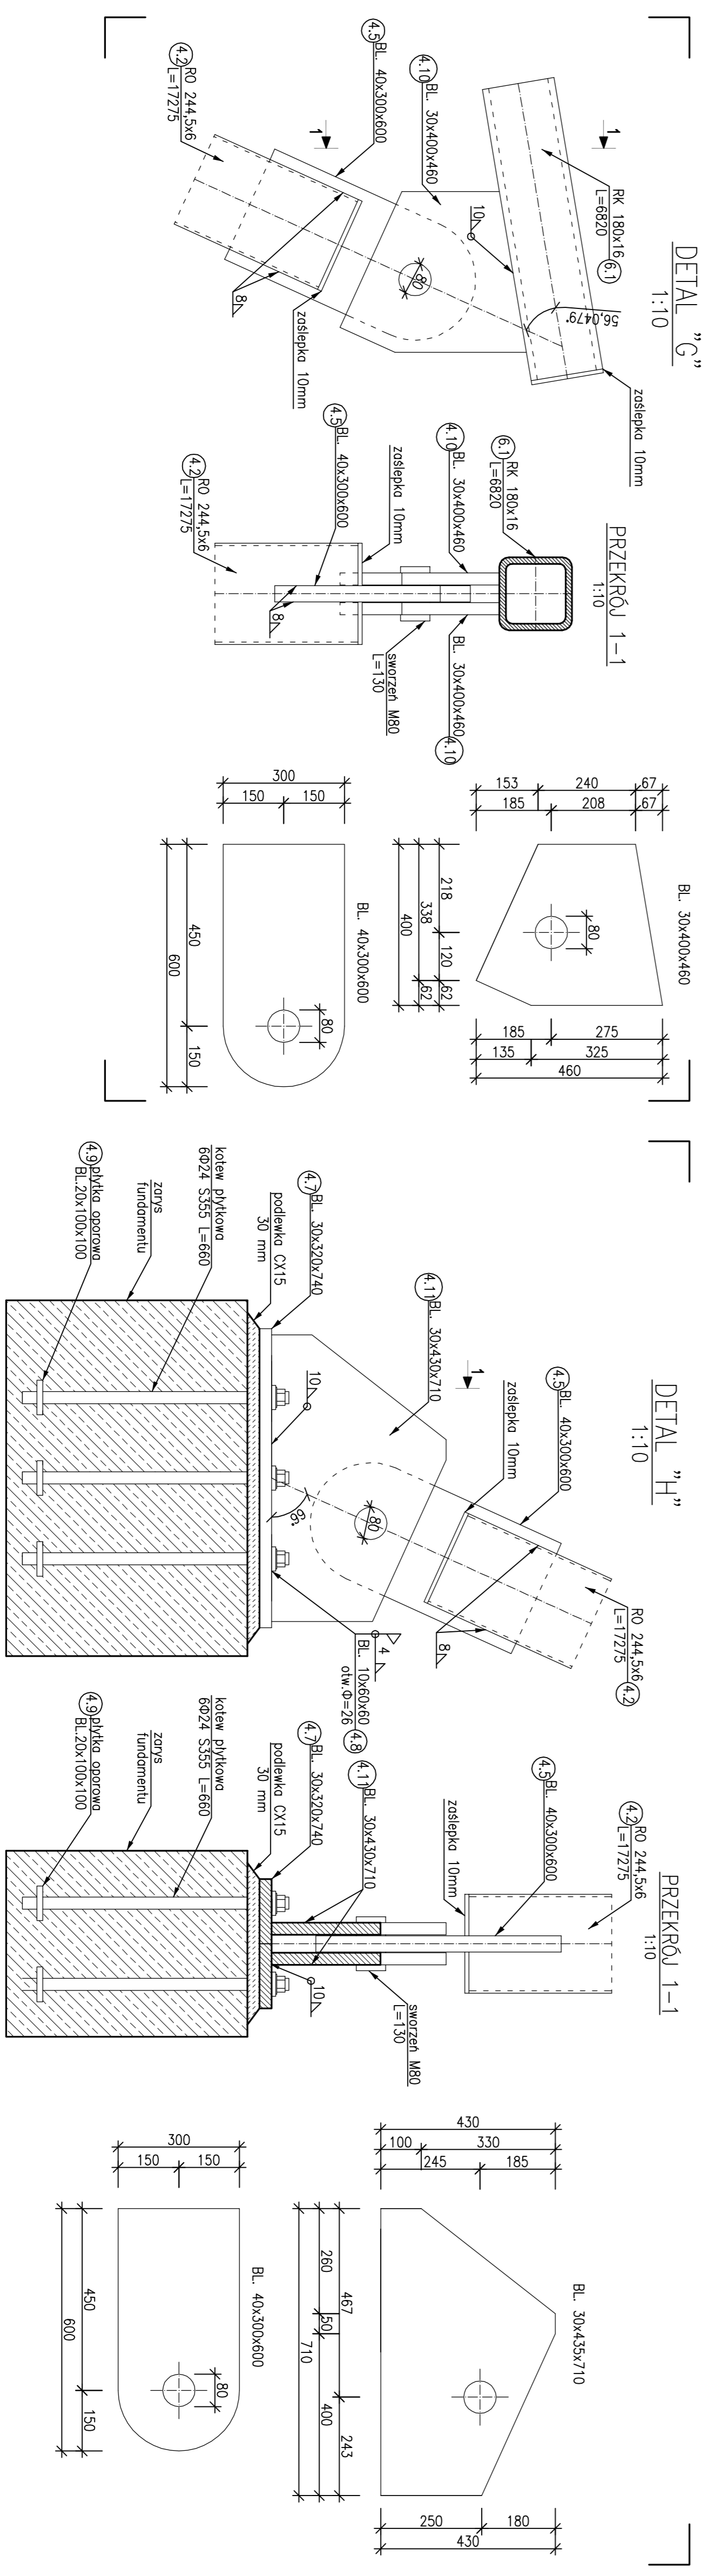 DETAL "G"
1:10
4.5
BL. 40x300x600
4.2
RO 244,5x6
L=17275
4.10
BL. 30x400x460
1
1
RK 180x16
L=6820
6.1
10
80
8
56,0479°
zaślepka 10mm
zaślepka 10mm
PRZEKRÓJ 1-1
1:10
6.1
RK 180x16
L=6820
4.10
BL. 30x400x460
zaślepka 10mm
4.5
BL. 40x300x600
4.2
RO 244,5x6
L=17275
8
BL. 30x400x460
4.10
sworzeń M80
L=130
BL. 30x400x460
153
240
67
185
208
67
80
218
120
62
338
62
400
185
275
135
325
460
BL. 40x300x600
300
150
150
80
450
150
600
DETAL "H"
1:10
4.5
BL. 40x300x600
zaślepka 10mm
1
4.11
BL. 30x430x710
4.7
BL. 30x320x740
podlewka CX15
30 mm
zarys
fundamentu
kotew płytkowa
6Φ24 S355 L=660
4.9
płytka oporowa
BL.20x100x100
10
80
8
4
BL. 10x60x60
otw.Φ=26
4.8
RO 244,5x6
L=17275
4.2
PRZEKRÓJ 1-1
1:10
4.2
RO 244,5x6
L=17275
4.5
BL. 40x300x600
zaślepka 10mm
4.11
BL. 30x430x710
4.7
BL. 30x320x740
podlewka CX15
30 mm
zarys
fundamentu
kotew płytkowa
6Φ24 S355 L=660
4.9
płytka oporowa
BL.20x100x100
10
sworzeń M80
L=130
BL. 30x435x710
430
100
330
245
185
467
243
260
50
400
710
250
180
430
BL. 40x300x600
300
150
150
80
450
150
600